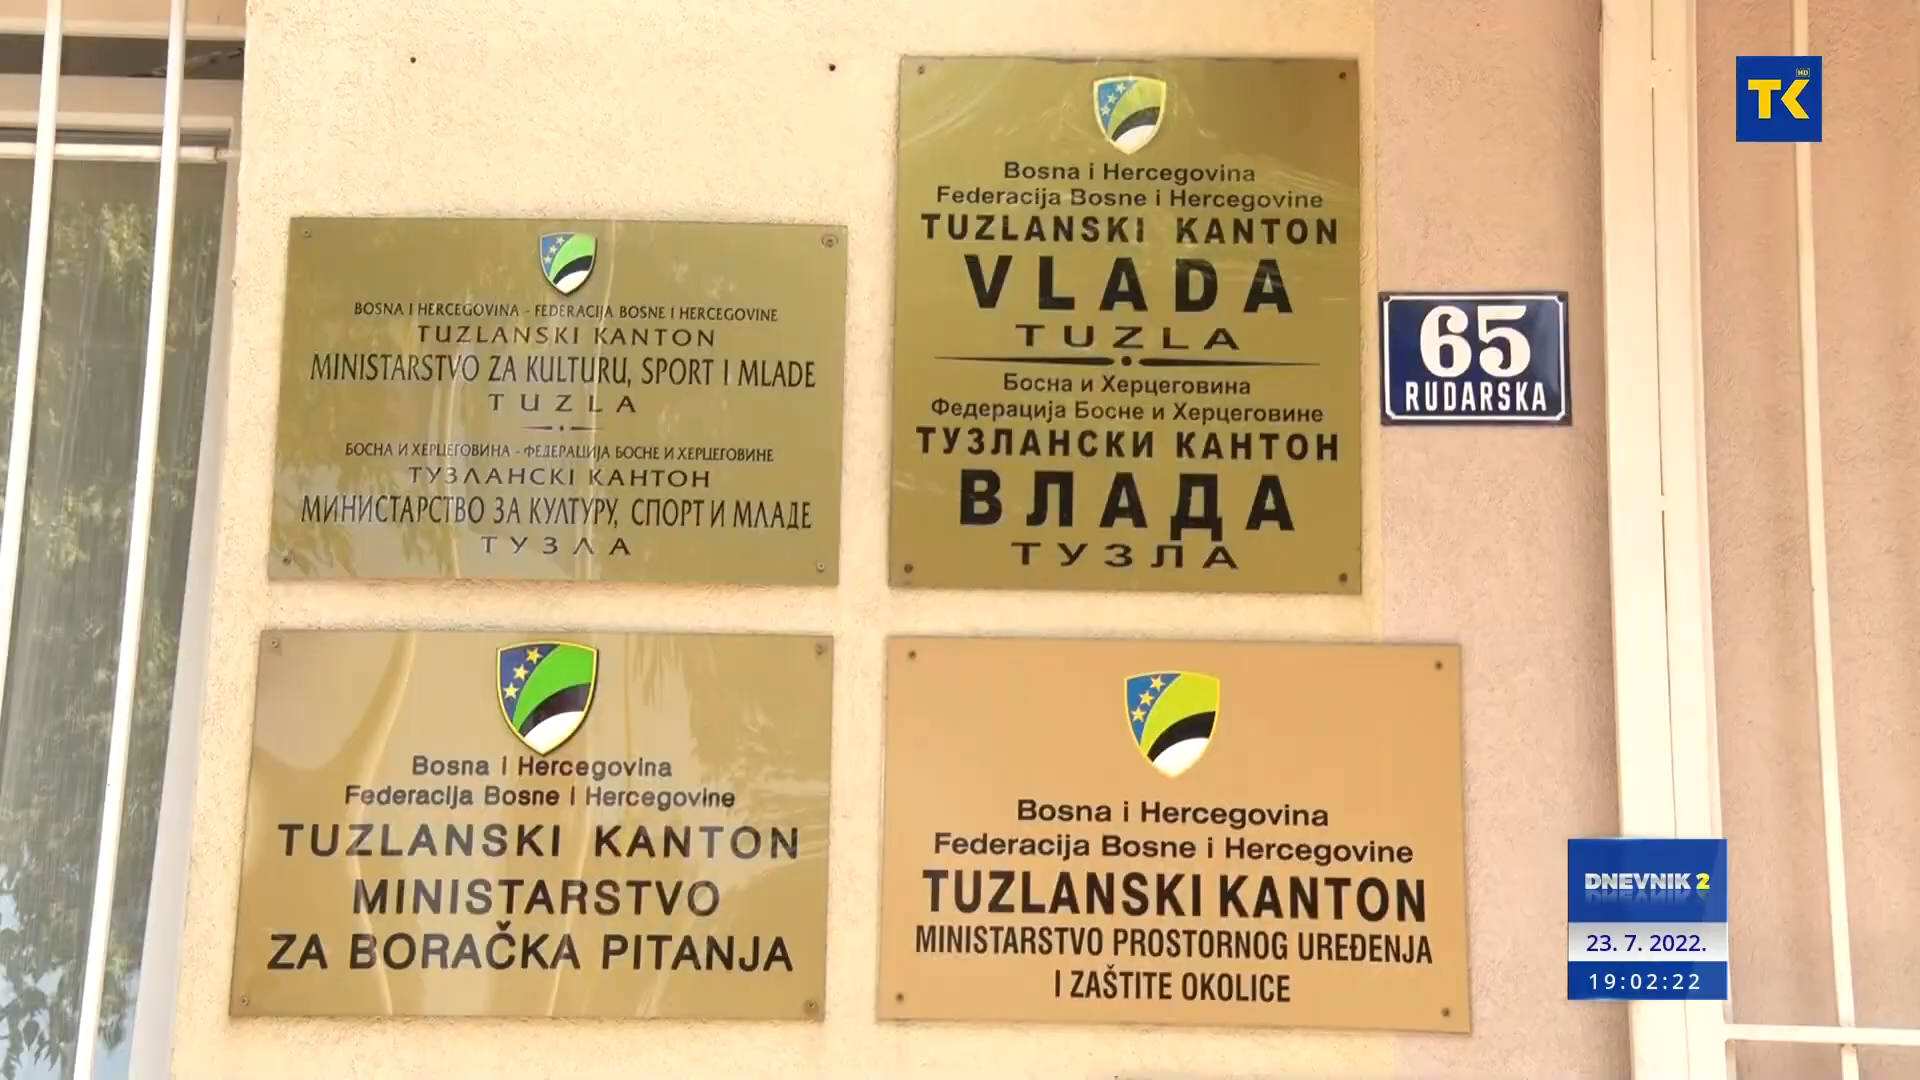 BOSNA I HERCEGOVINA - FEDERACIJA BOSNE I HERCEGOVINE
TUZLANSKI KANTON
MINISTARSTVO ZA KULTURU, SPORT I MLADE
TUZLA
БОСНА И ХЕРЦЕГОВИНА - ФЕДЕРАЦИЈА БОСНЕ И ХЕРЦЕГОВИНЕ
ТУЗЛАНСКІ КАНТОН
МИНИСТАРСТВО ЗА КУЛТУРУ, СПОРТ И МЛАДЕ
ТУЗЛА
Bosna i Hercegovina
Federacija Bosne i Hercegovine
TUZLANSKI KANTON
VLADA
TUZLA
Босна и Херцеговина
Федерација Босне и Херцеговине
ТУЗЛАНСКИ КАНТОН
ВЛАДА
ТУЗЛА
65
RUDARSKA
TK HD
Bosna i Hercegovina
Federacija Bosne i Hercegovine
TUZLANSKI KANTON
MINISTARSTVO
ZA BORAČKA PITANJA
Bosna i Hercegovina
Federacija Bosne i Hercegovine
TUZLANSKI KANTON
MINISTARSTVO PROSTORNOG UREĐENJA
I ZAŠTITE OKOLICE
DNEVNIK 2
23. 7. 2022.
19:02:22